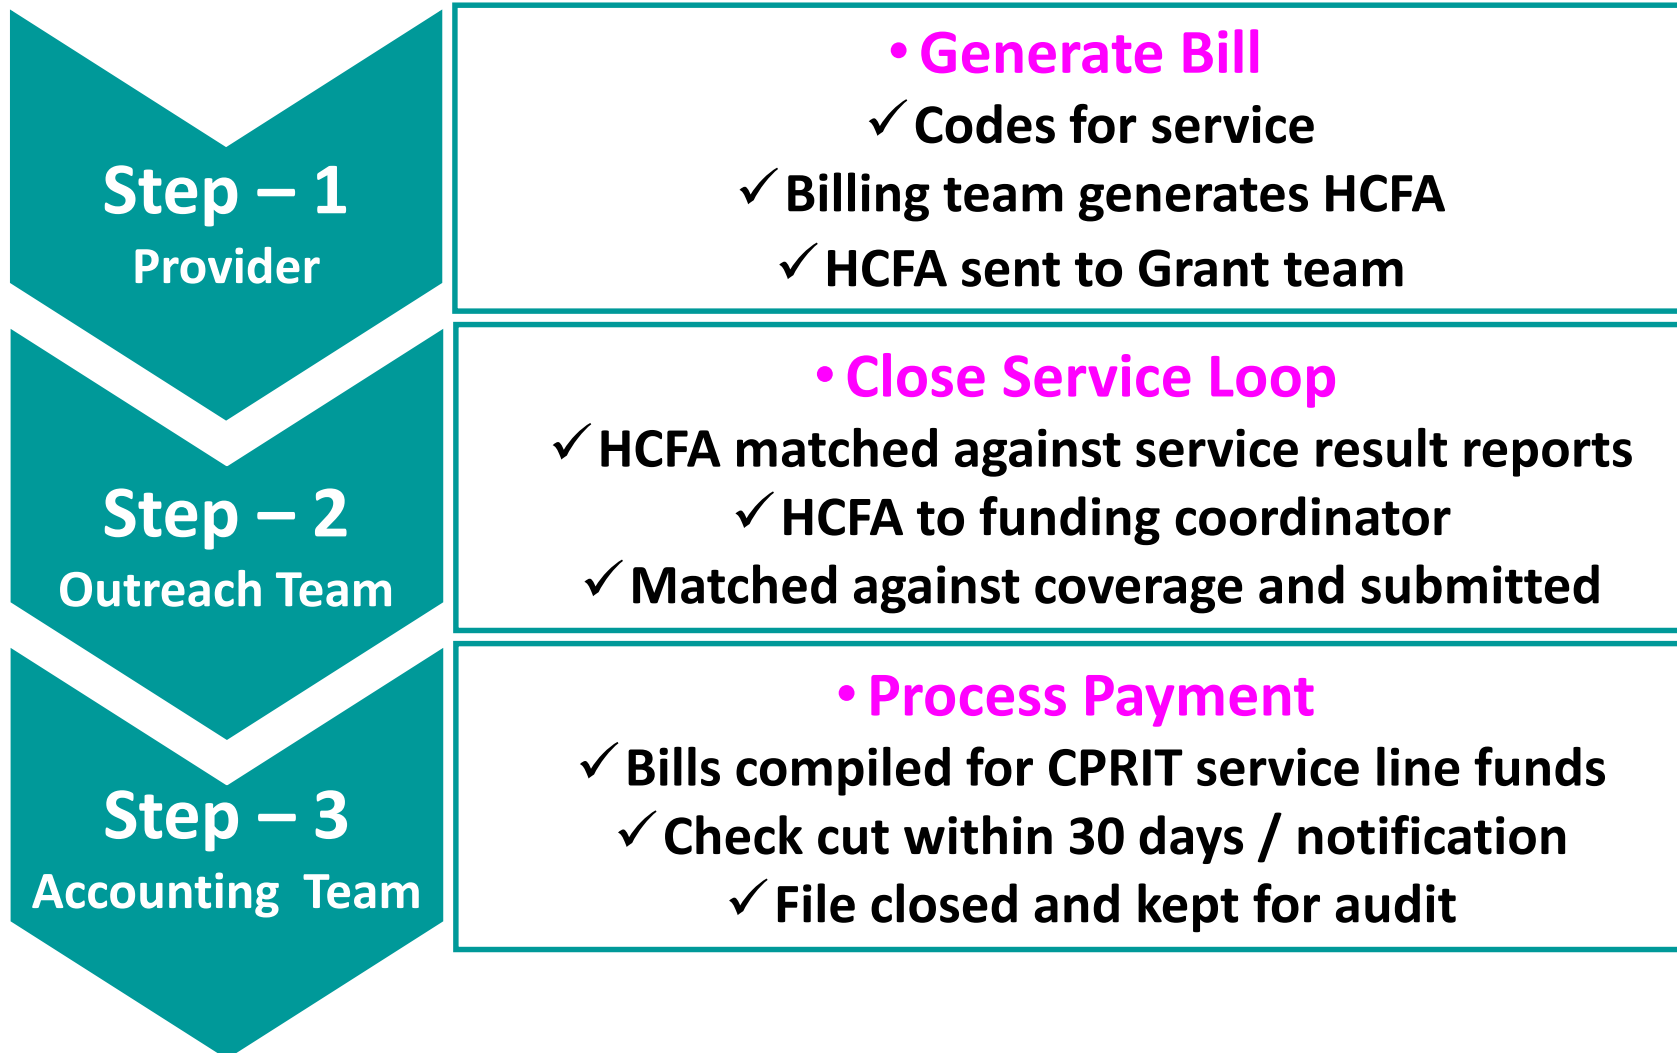 Step – 1
Provider
• Generate Bill
✓ Codes for service
✓ Billing team generates HCFA
✓ HCFA sent to Grant team
Step – 2
Outreach Team
• Close Service Loop
✓ HCFA matched against service result reports
✓ HCFA to funding coordinator
✓ Matched against coverage and submitted
Step – 3
Accounting Team
• Process Payment
✓ Bills compiled for CPRIT service line funds
✓ Check cut within 30 days / notification
✓ File closed and kept for audit